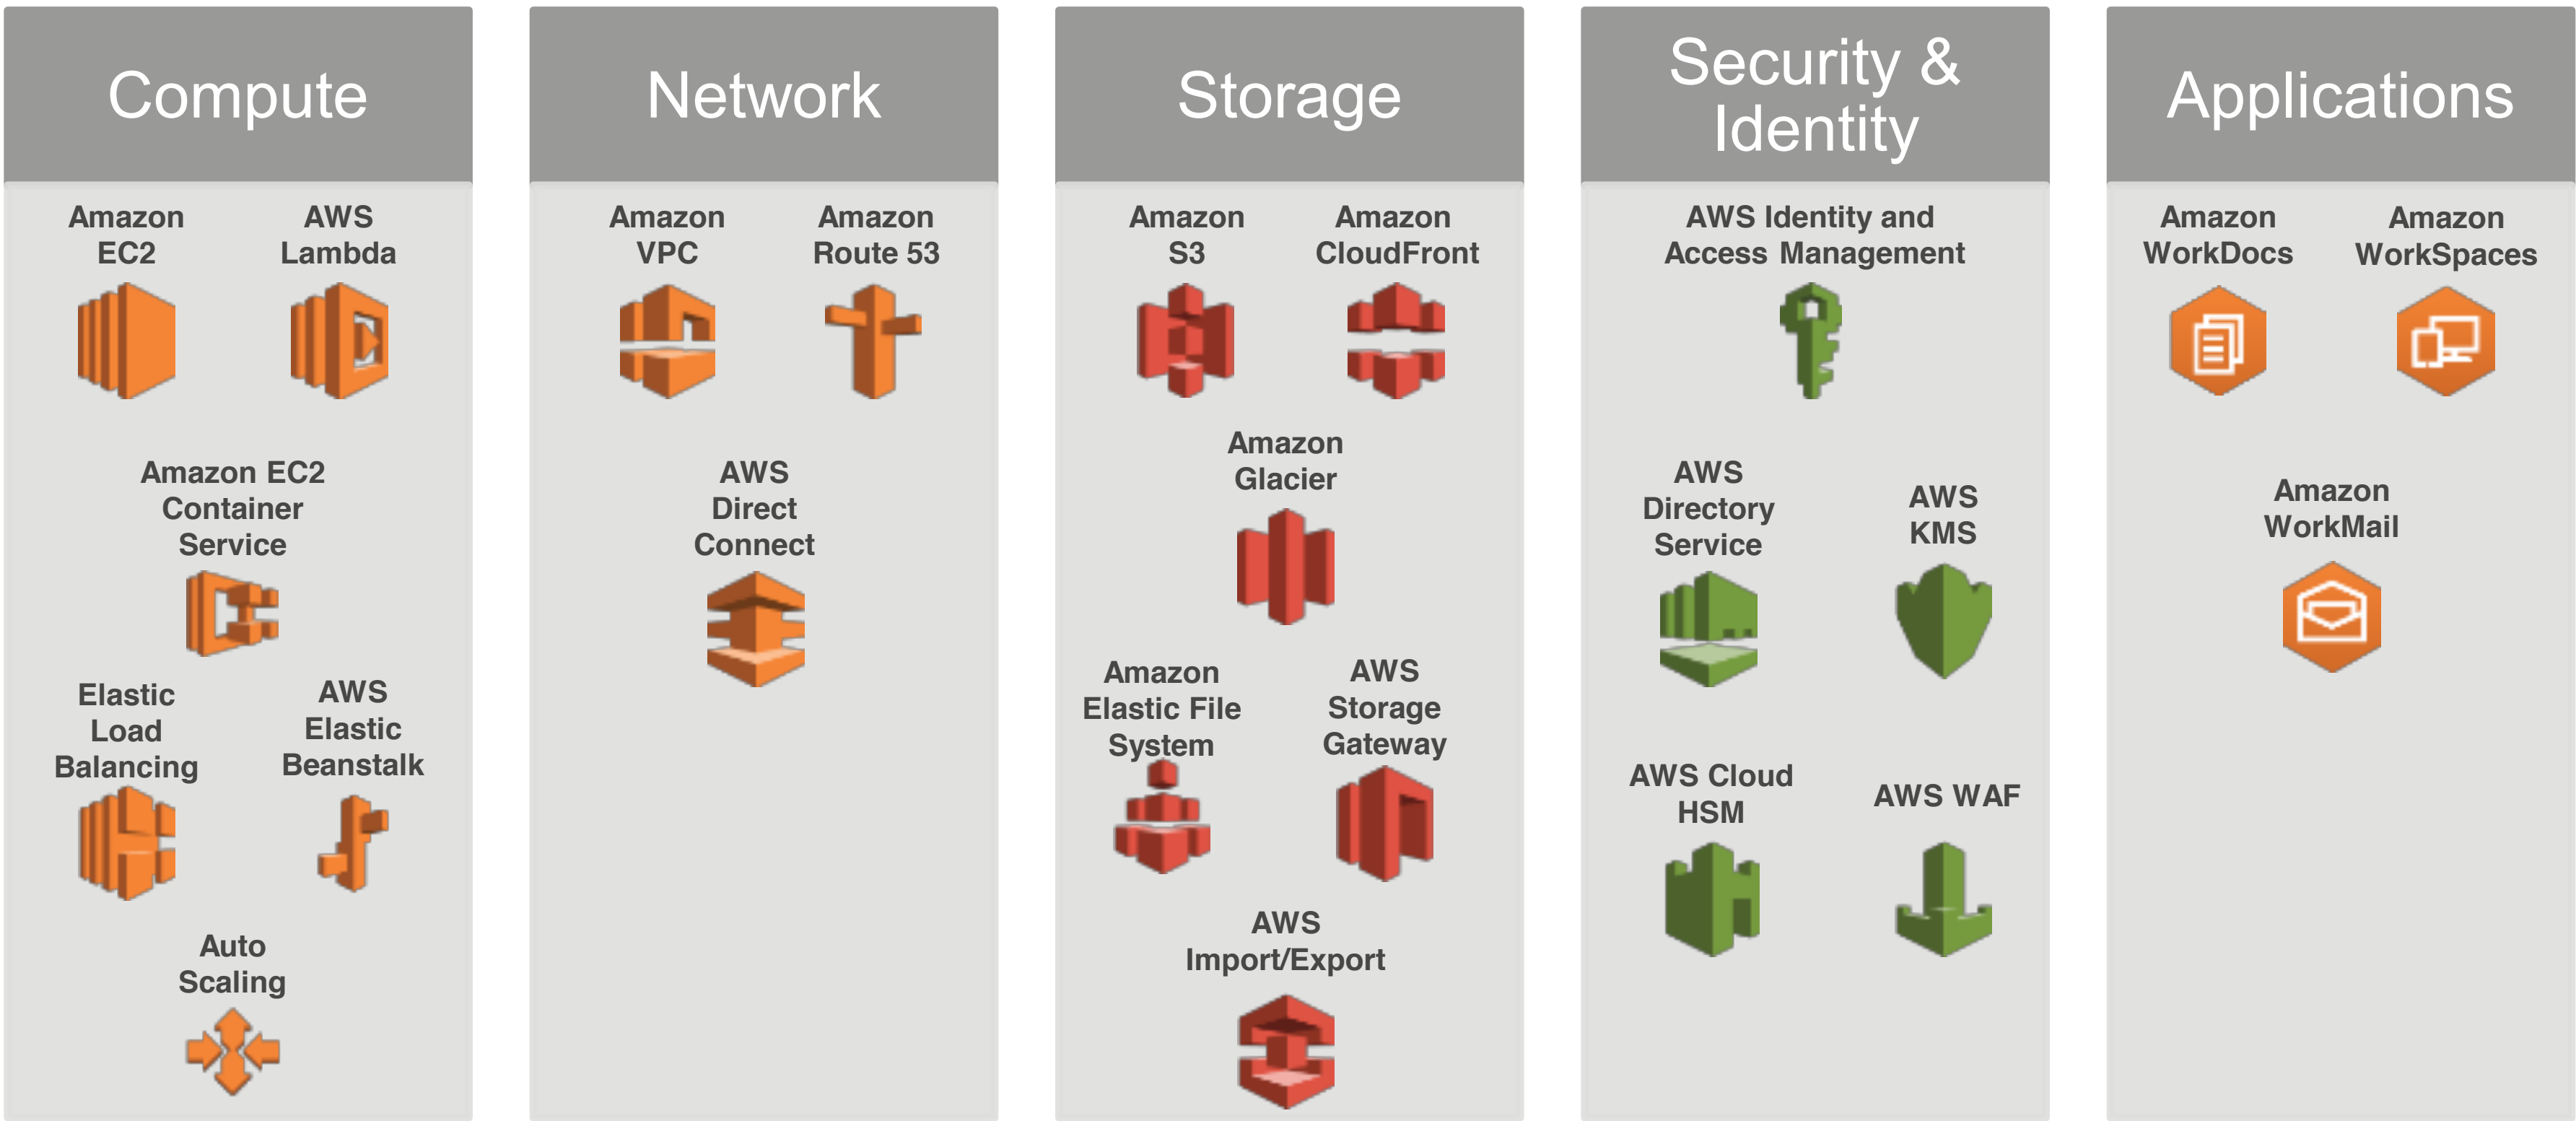 Compute
Amazon
EC2
AWS
Lambda
Amazon EC2
Container
Service
Elastic
Load
Balancing
AWS
Elastic
Beanstalk
Auto
Scaling
Network
Amazon
VPC
Amazon
Route 53
AWS
Direct
Connect
Storage
Amazon
S3
Amazon
CloudFront
Amazon
Glacier
Amazon
Elastic File
System
AWS
Storage
Gateway
AWS
Import/Export
Security &
Identity
AWS Identity and
Access Management
AWS
Directory
Service
AWS
KMS
AWS Cloud
HSM
AWS WAF
Applications
Amazon
WorkDocs
Amazon
WorkSpaces
Amazon
WorkMail